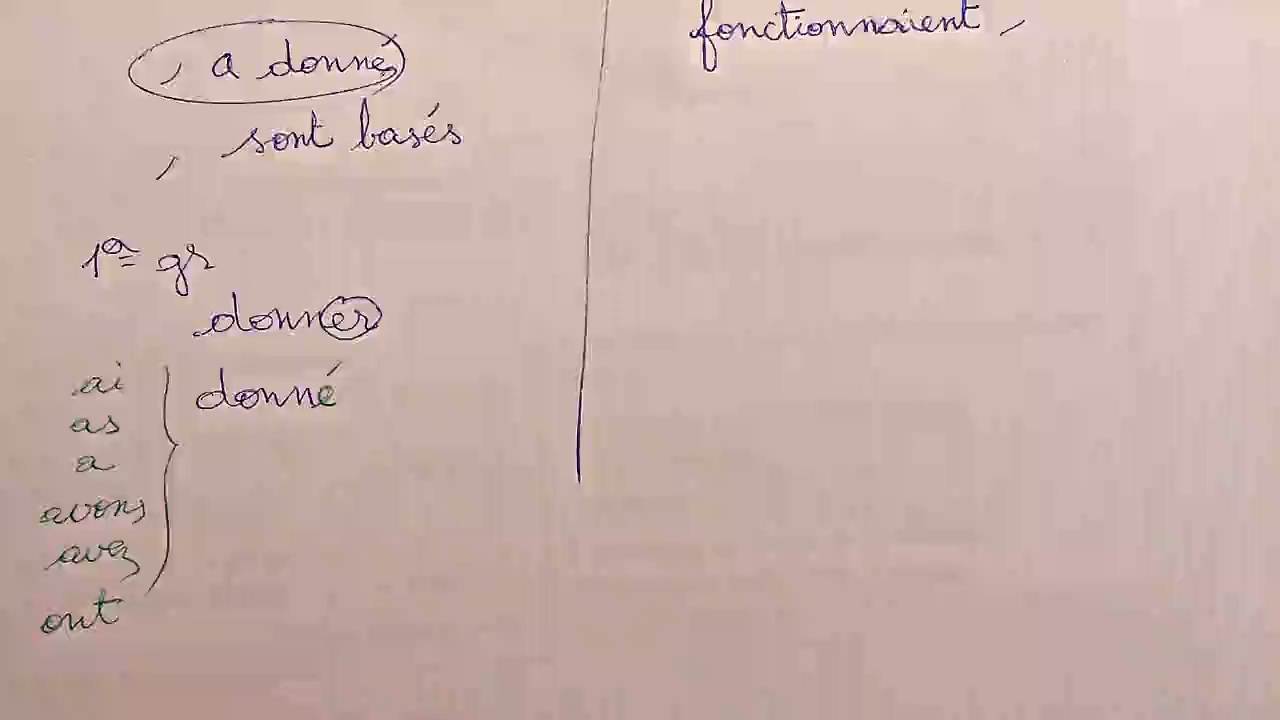 , a donné
, sont basés
1er gr
donner
ai
as
a
avons
avez
ont
donné
fonctionnaient,